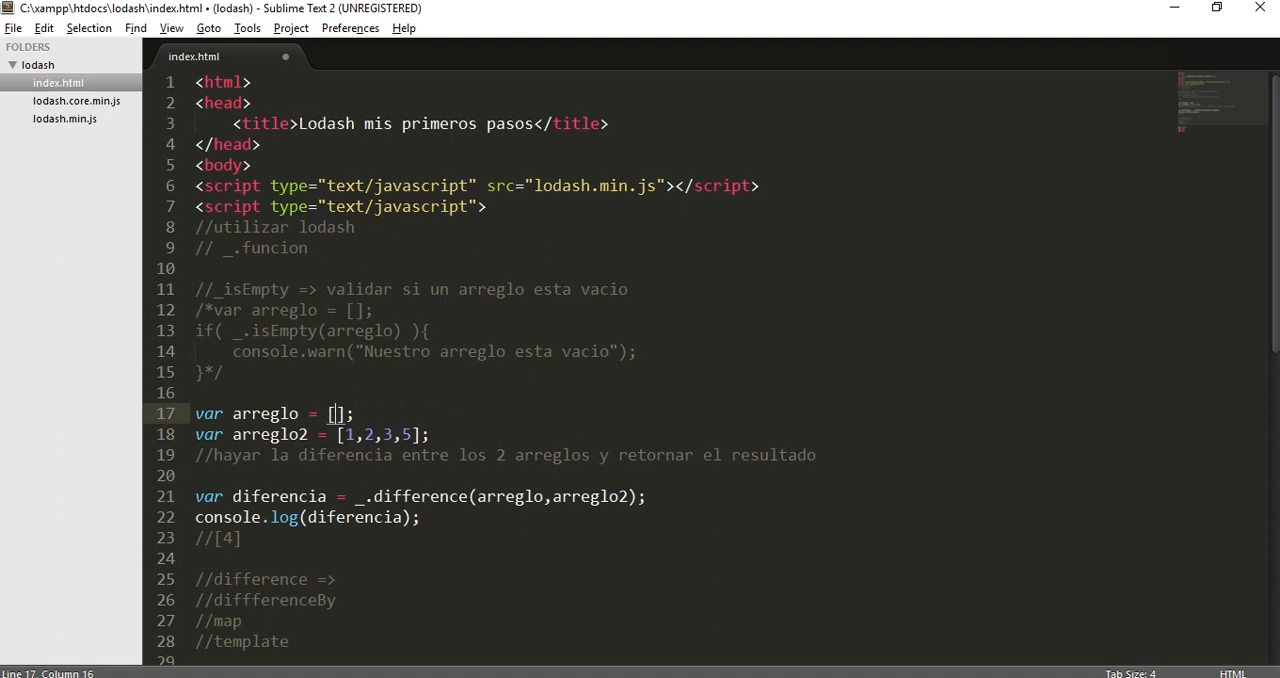 C:\xampp\htdocs\lodash\index.html • (lodash) - Sublime Text 2 (UNREGISTERED)
File Edit Selection Find View Goto Tools Project Preferences Help
FOLDERS
lodash
index.html
lodash.core.min.js
lodash.min.js
index.html
1 <html>
2 <head>
3 <title>Lodash mis primeros pasos</title>
4 </head>
5 <body>
6 <script type="text/javascript" src="lodash.min.js"></script>
7 <script type="text/javascript">
8 //utilizar lodash
9 // _.funcion
10
11 //_isEmpty => validar si un arreglo esta vacio
12 /*var arreglo = [];
13 if( _.isEmpty(arreglo) ){
14 console.warn("Nuestro arreglo esta vacio");
15 }*/
16
17 var arreglo = [];
18 var arreglo2 = [1,2,3,5];
19 //hayar la diferencia entre los 2 arreglos y retornar el resultado
20
21 var diferencia = _.difference(arreglo,arreglo2);
22 console.log(diferencia);
23 //[4]
24
25 //difference =>
26 //diffferenceBy
27 //map
28 //template
29
Line 17, Column 16 Tab Size: 4 HTML